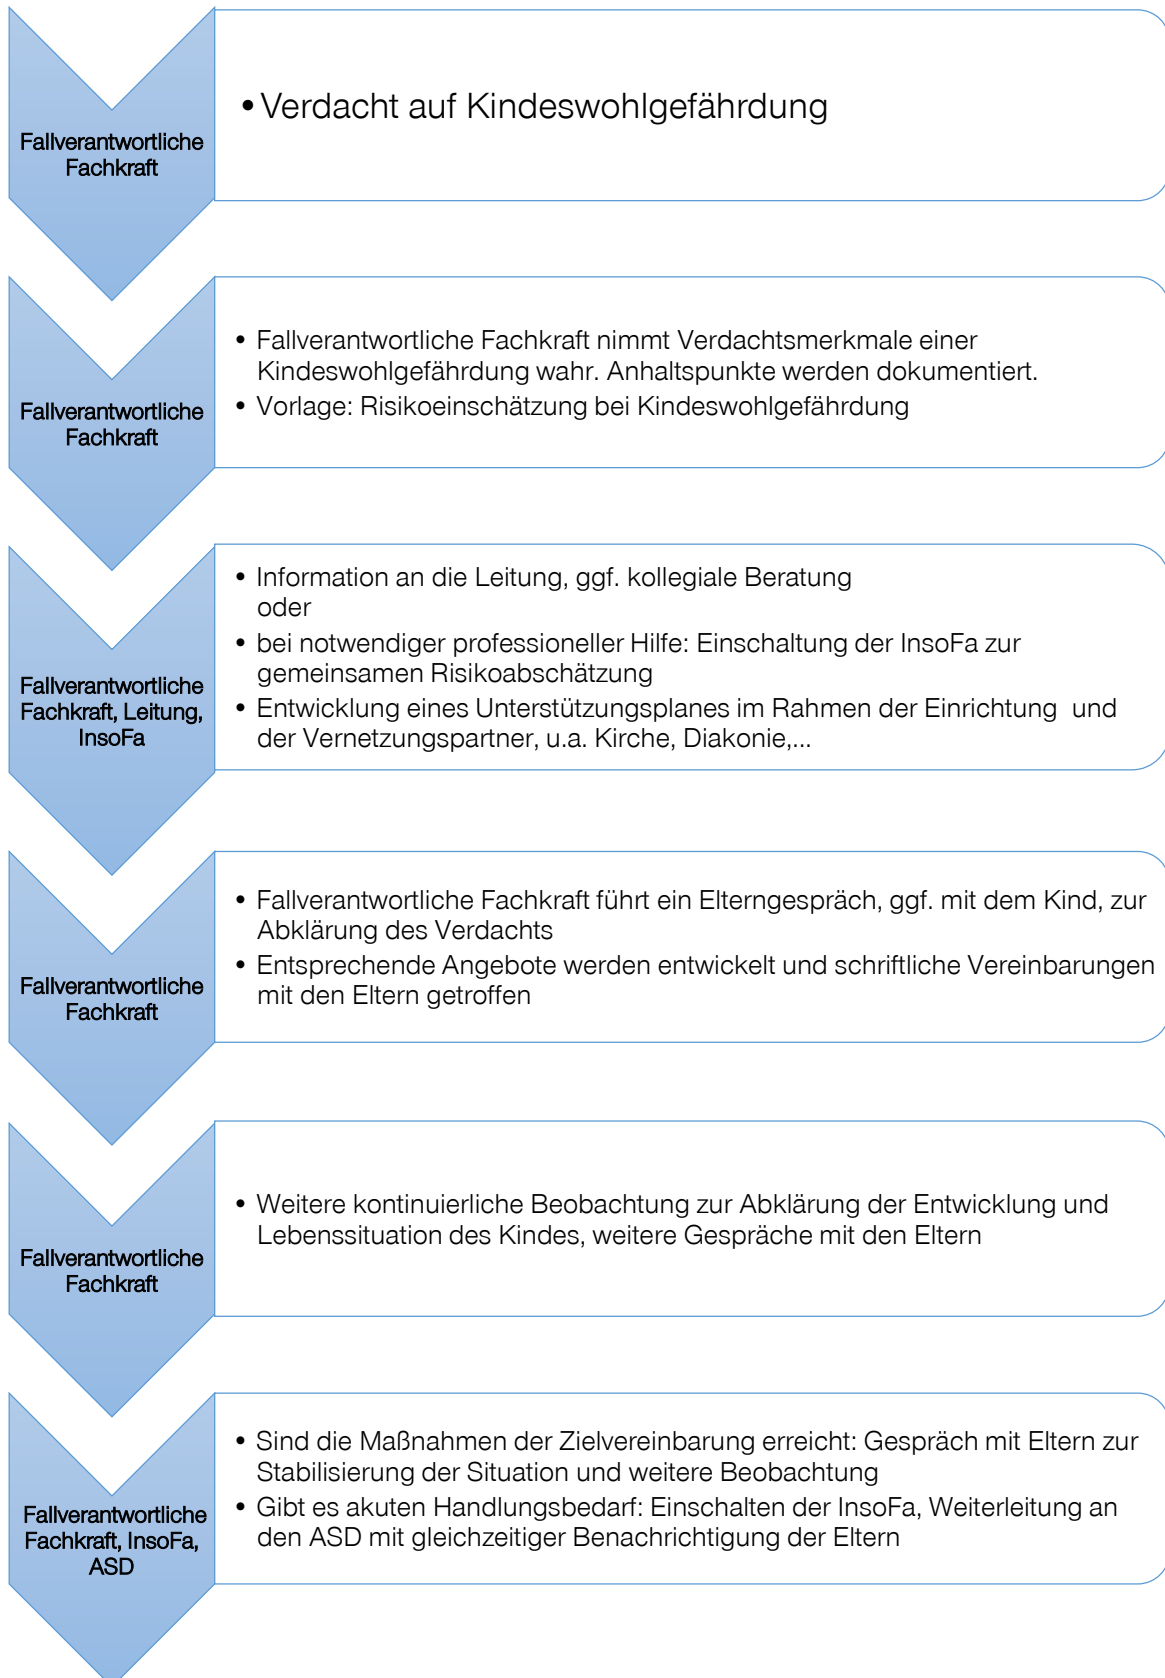 Fallverantwortliche
Fachkraft
•Verdacht auf Kindeswohlgefährdung
Fallverantwortliche
Fachkraft
• Fallverantwortliche Fachkraft nimmt Verdachtsmerkmale einer
Kindeswohlgefährdung wahr. Anhaltspunkte werden dokumentiert.
• Vorlage: Risikoeinschätzung bei Kindeswohlgefährdung
Fallverantwortliche
Fachkraft, Leitung,
InsoFa
• Information an die Leitung, ggf. kollegiale Beratung
oder
• bei notwendiger professioneller Hilfe: Einschaltung der InsoFa zur
gemeinsamen Risikoabschätzung
• Entwicklung eines Unterstützungsplanes im Rahmen der Einrichtung und
der Vernetzungspartner, u.a. Kirche, Diakonie,...
Fallverantwortliche
Fachkraft
• Fallverantwortliche Fachkraft führt ein Elterngespräch, ggf. mit dem Kind, zur
Abklärung des Verdachts
• Entsprechende Angebote werden entwickelt und schriftliche Vereinbarungen
mit den Eltern getroffen
Fallverantwortliche
Fachkraft
• Weitere kontinuierliche Beobachtung zur Abklärung der Entwicklung und
Lebenssituation des Kindes, weitere Gespräche mit den Eltern
Fallverantwortliche
Fachkraft, InsoFa,
ASD
• Sind die Maßnahmen der Zielvereinbarung erreicht: Gespräch mit Eltern zur
Stabilisierung der Situation und weitere Beobachtung
• Gibt es akuten Handlungsbedarf: Einschalten der InsoFa, Weiterleitung an
den ASD mit gleichzeitiger Benachrichtigung der Eltern